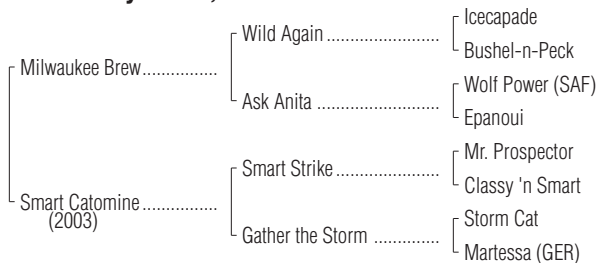 Icecapade
Wild Again ........................
Bushel-n-Peck
Milwaukee Brew................
Wolf Power (SAF)
Ask Anita ..........................
Epanoui
Mr. Prospector
Smart Strike ......................
Classy 'n Smart
Smart Catomine ................
(2003)
Storm Cat
Gather the Storm ..............
Martessa (GER)